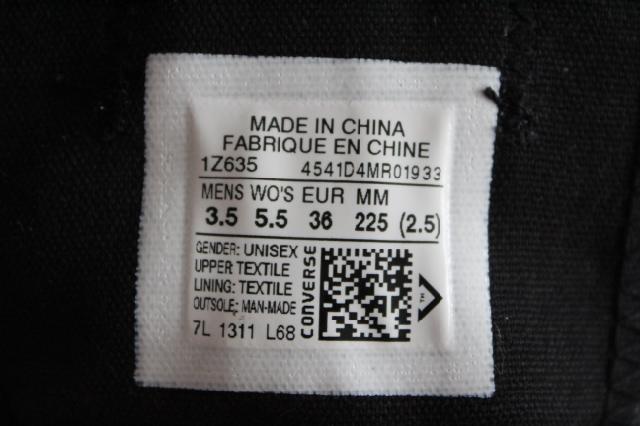 MADE IN CHINA
FABRIQUE EN CHINE
1Z635 4541D4MR01933
MENS WO'S EUR MM
3.5 5.5 36 225 (2.5)
GENDER: UNISEX
UPPER TEXTILE
LINING: TEXTILE
OUTSOLE: MAN-MADE
7L 1311 L68
CONVERSE
TM